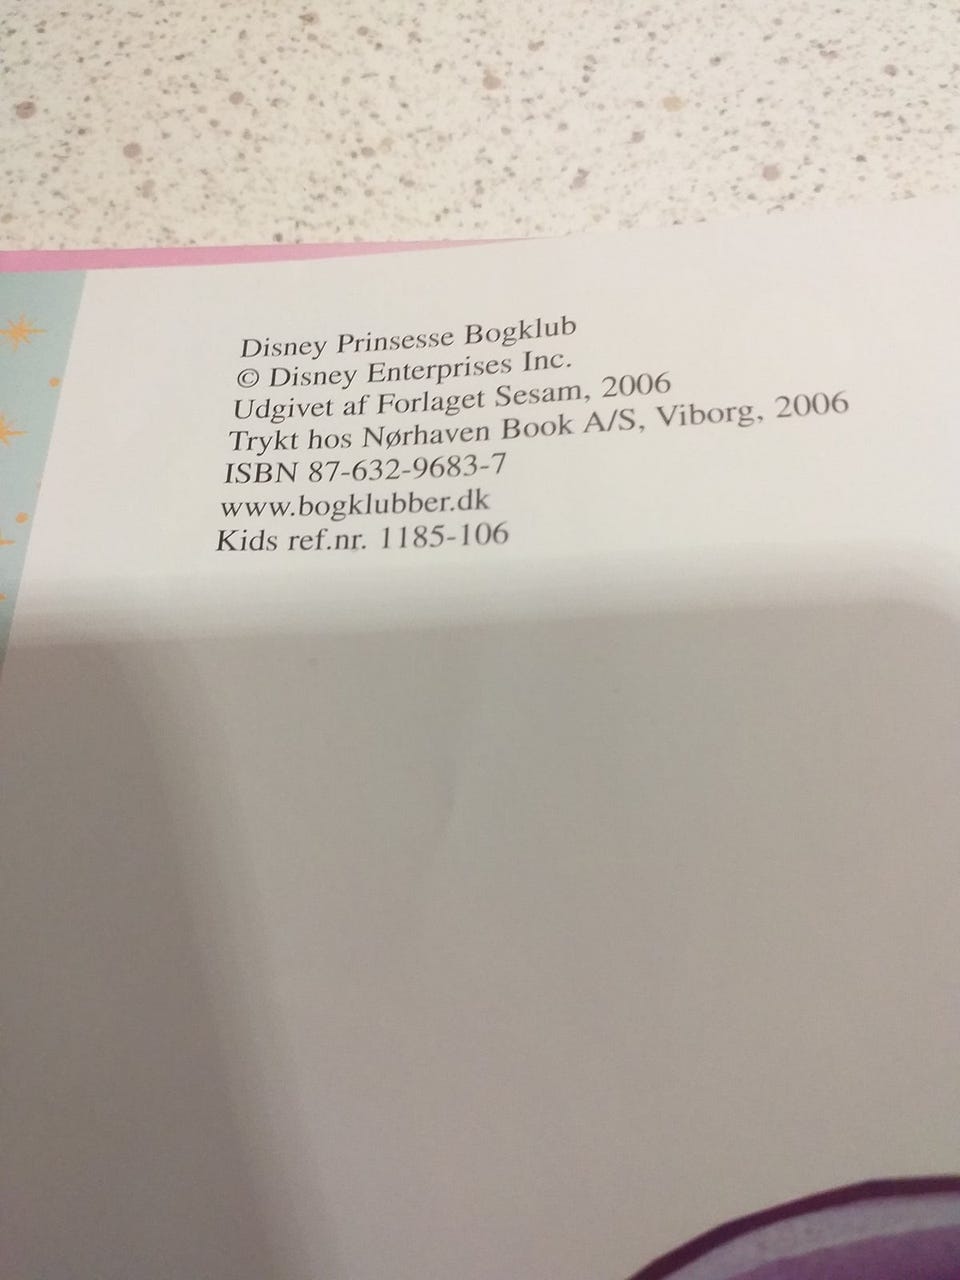 Disney Prinsesse Bogklub
© Disney Enterprises Inc.
Udgivet af Forlaget Sesam, 2006
Trykt hos Nørhaven Book A/S, Viborg, 2006
ISBN 87-632-9683-7
www.bogklubber.dk
Kids ref.nr. 1185-106